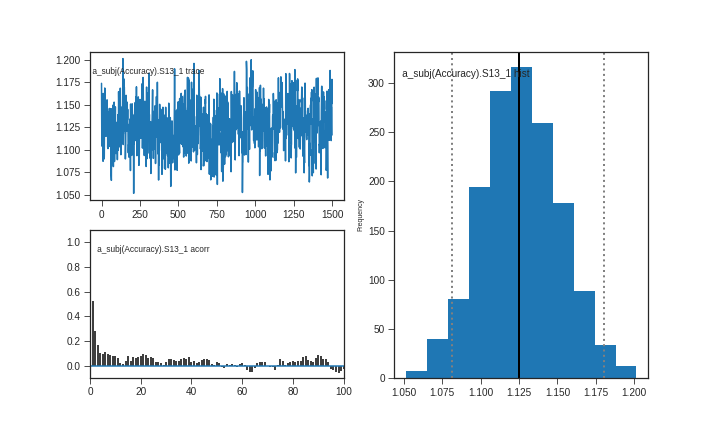 a_subj(Accuracy).S13_1 trace
1.200
1.175
1.150
1.125
1.100
1.075
1.050
0 250 500 750 1000 1250 1500
a_subj(Accuracy).S13_1 acorr
1.0
0.8
0.6
0.4
0.2
0.0
0 20 40 60 80 100
a_subj(Accuracy).S13_1 hist
Frequency
300
250
200
150
100
50
0
1.050 1.075 1.100 1.125 1.150 1.175 1.200